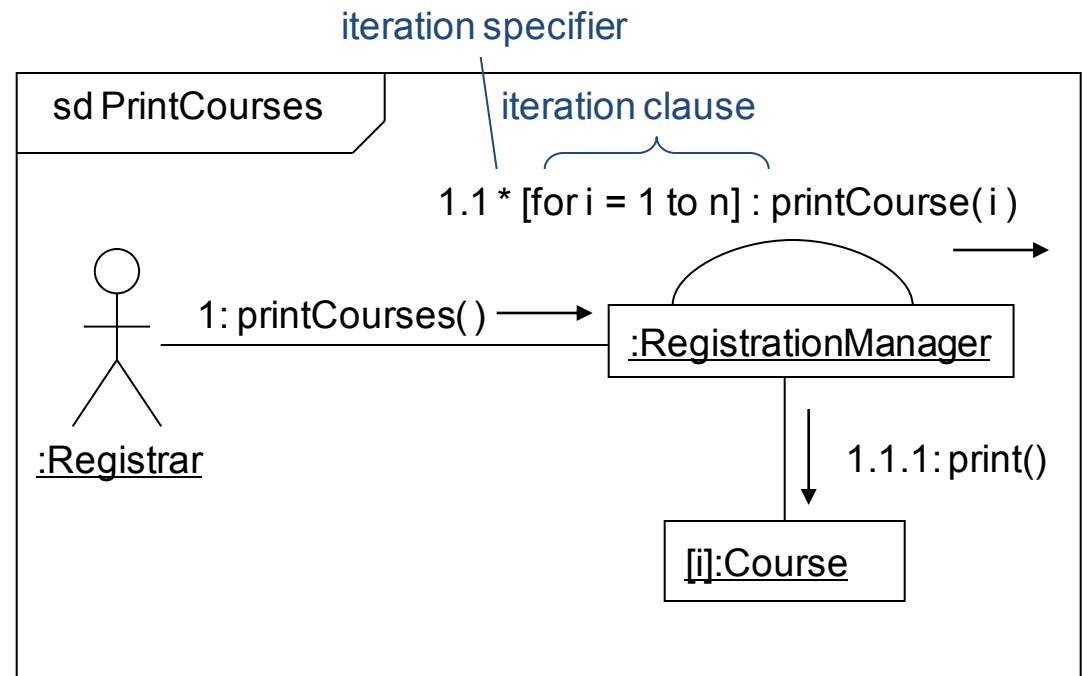 iteration specifier
sd PrintCourses
iteration clause
1.1 * [for i = 1 to n] : printCourse( i )
1: printCourses( )
:RegistrationManager
:Registrar
1.1.1: print()
[i]:Course